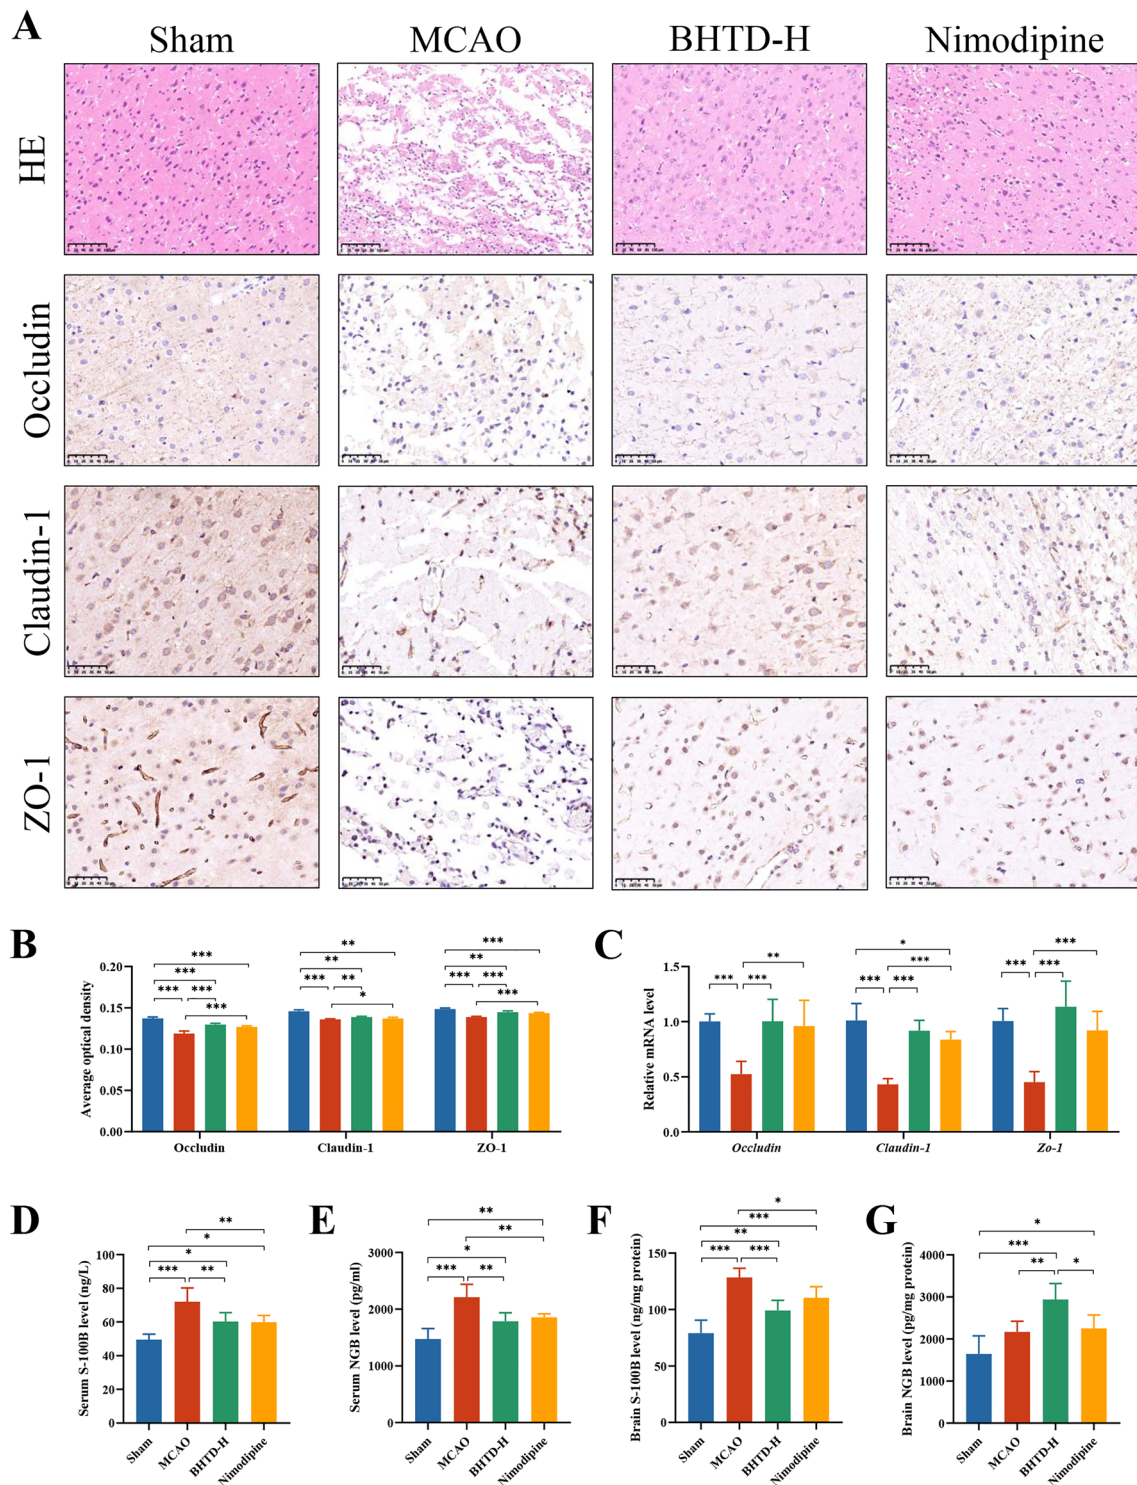 A
Sham MCAO BHTD-H Nimodipine
HE
Occludin
Claudin-1
ZO-1
B
*** ** ***
*** ** **
*** *** *** ** *** ***
*** * ***
Average optical density
0.20
0.15
0.10
0.05
0.00
Occludin Claudin-1 ZO-1
C
** * ***
*** *** *** *** *** *** ***
Relative mRNA level
1.5
1.0
0.5
0.0
Occludin Claudin-1 Zo-1
D
**
*
*
*** **
Serum S-100B level (ng/L)
100
80
60
40
20
0
Sham MCAO BHTD-H Nimodipine
E
**
**
*
*** **
Serum NGB level (pg/ml)
3000
2000
1000
0
Sham MCAO BHTD-H Nimodipine
F
*
***
**
*** ***
Brain S-100B level (ng/mg protein)
150
100
50
0
Sham MCAO BHTD-H Nimodipine
G
*
***
** *
Brain NGB level (pg/mg protein)
4000
3000
2000
1000
0
Sham MCAO BHTD-H Nimodipine